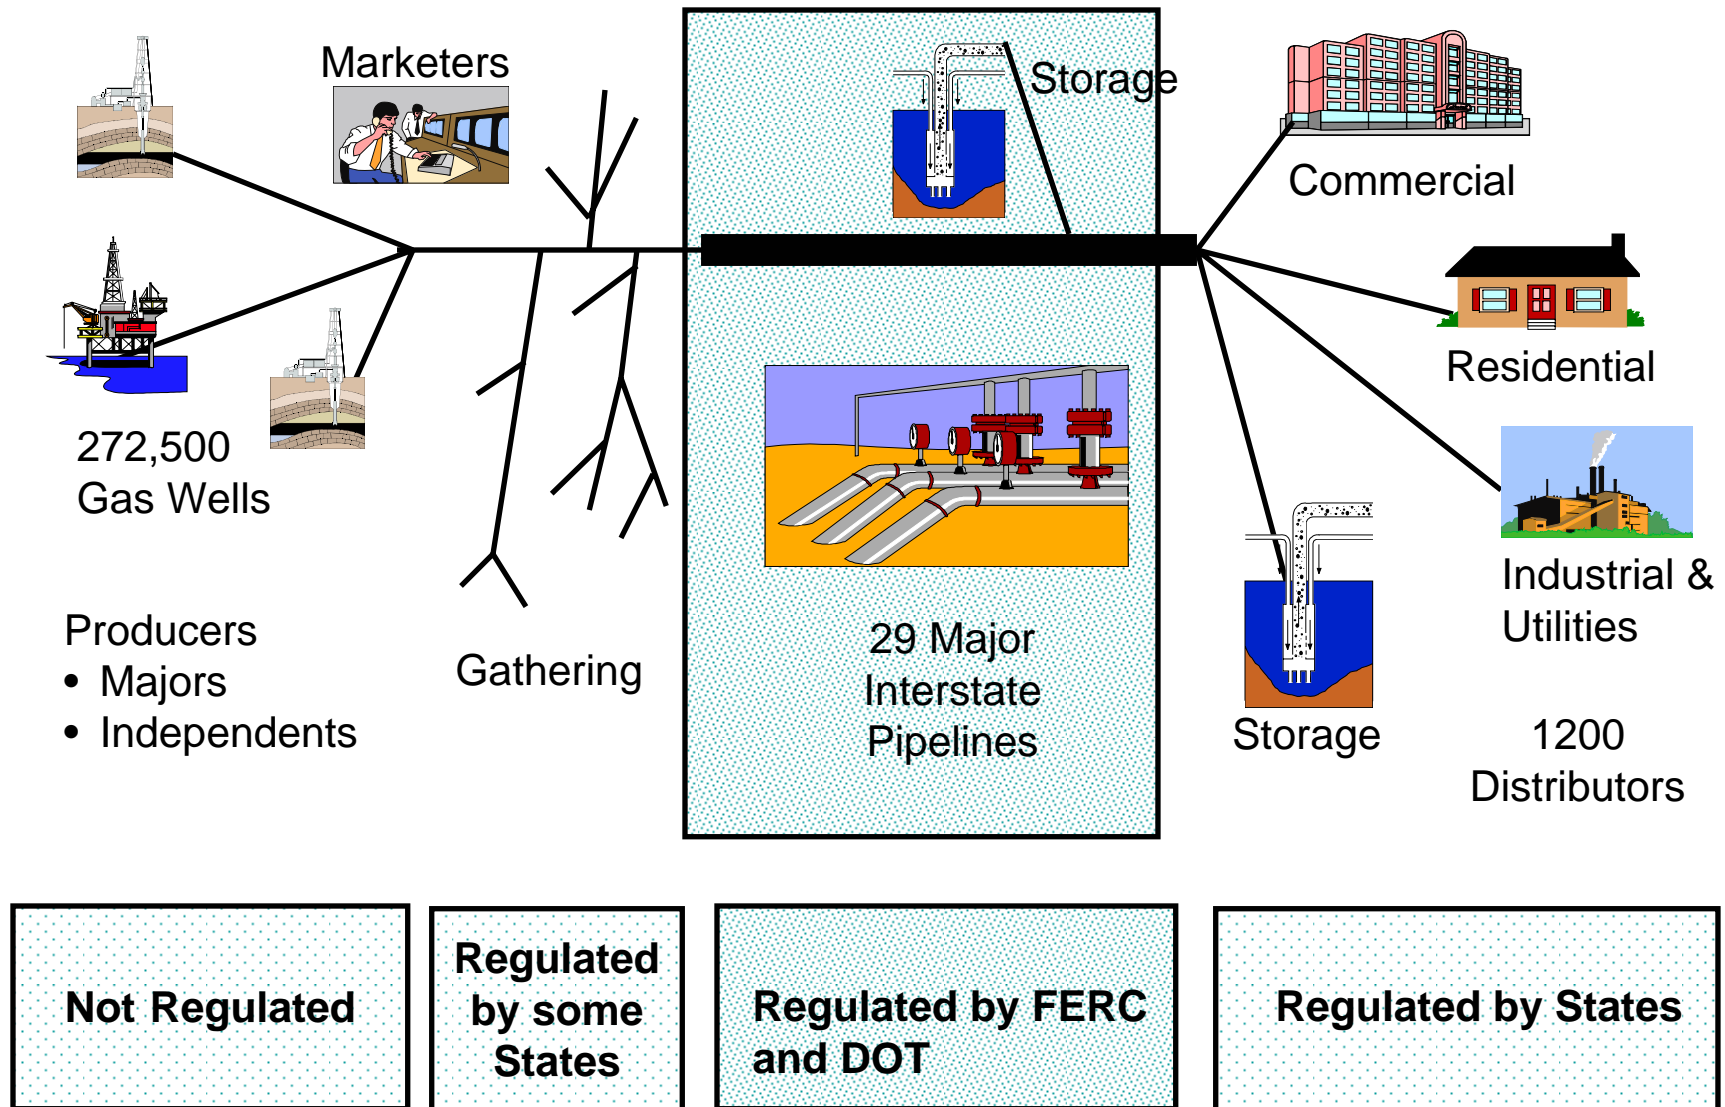 Marketers
272,500
Gas Wells
Producers
• Majors
• Independents
Gathering
Storage
29 Major
Interstate
Pipelines
Commercial
Residential
Industrial &
Utilities
Storage
1200
Distributors
Not Regulated
Regulated
by some
States
Regulated by FERC
and DOT
Regulated by States